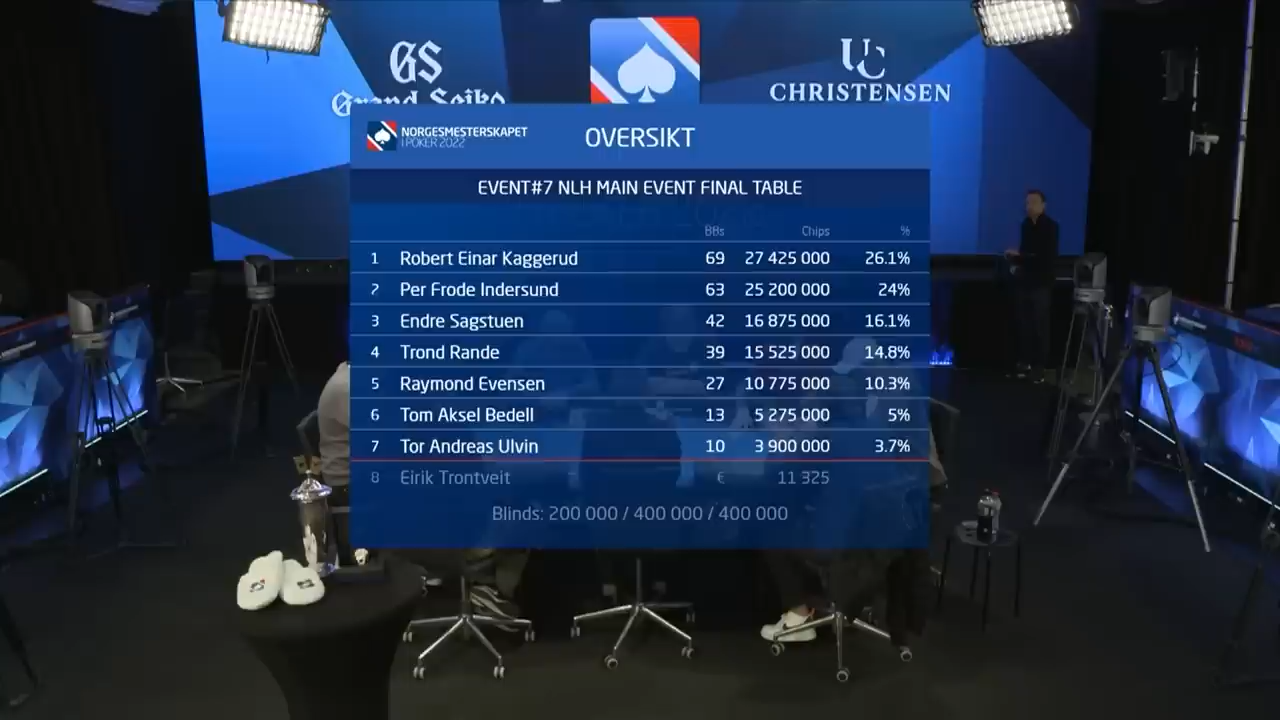 GS
Grand Seiko
UC
CHRISTENSEN
NORGESMESTERSKAPET
I POKER 2022
OVERSIKT
EVENT#7 NLH MAIN EVENT FINAL TABLE
BBs Chips %
1 Robert Einar Kaggerud 69 27 425 000 26.1%
2 Per Frode Indersund 63 25 200 000 24%
3 Endre Sagstuen 42 16 875 000 16.1%
4 Trond Rande 39 15 525 000 14.8%
5 Raymond Evensen 27 10 775 000 10.3%
6 Tom Aksel Bedell 13 5 275 000 5%
7 Tor Andreas Ulvin 10 3 900 000 3.7%
8 Eirik Trontveit € 11 325
Blinds: 200 000 / 400 000 / 400 000